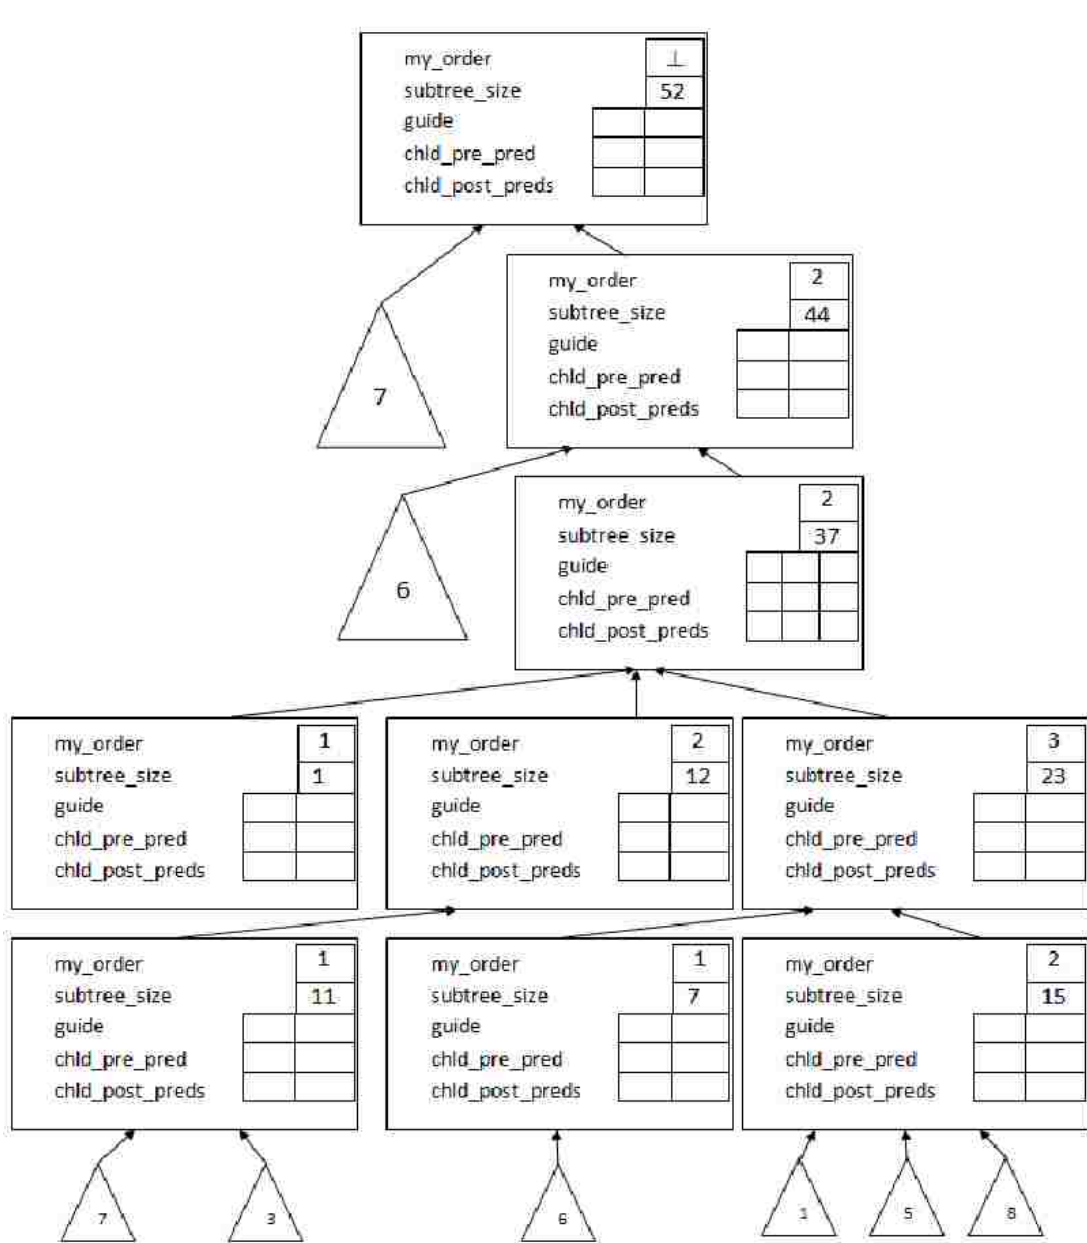 my_order ⊥
subtree_size 52
guide
chld_pre_pred
chld_post_preds
7
my_order 2
subtree_size 44
guide
chld_pre_pred
chld_post_preds
6
my_order 2
subtree size 37
guide
chld_pre_pred
chld_post_preds
my_order 1
subtree_size 1
guide
chld_pre_pred
chld_post_preds
my_order 2
subtree_size 12
guide
chld_pre_pred
chld_post_preds
my_order 3
subtree_size 23
guide
chld_pre_pred
chld_post_preds
my_order 1
subtree_size 11
guide
chld_pre_pred
chld_post_preds
my_order 1
subtree_size 7
guide
chld_pre_pred
chld_post_preds
my_order 2
subtree_size 15
guide
chld_pre_pred
chld_post_preds
7
3
6
1
5
8